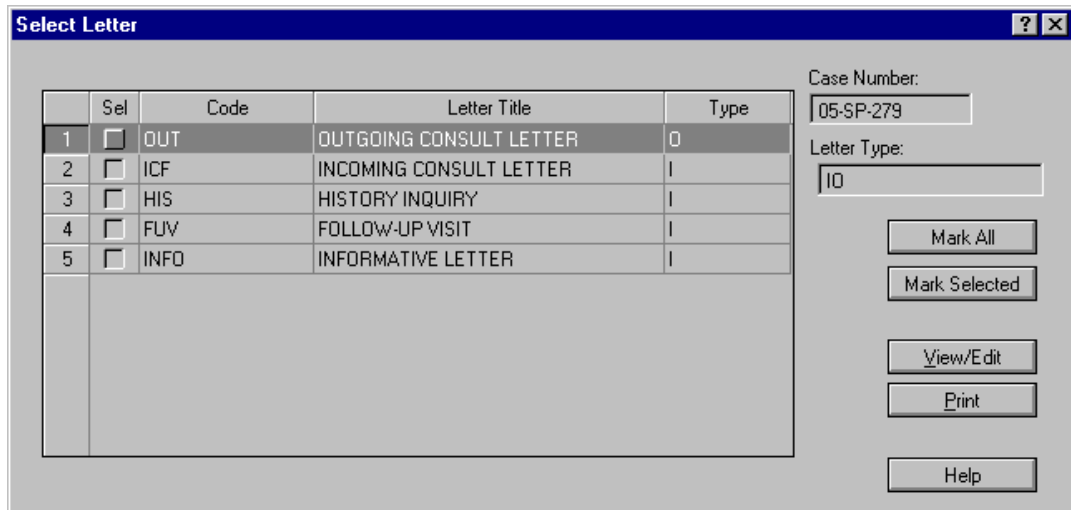 Select Letter
Case Number:
05-SP-279
Letter Type:
IO
Sel Code Letter Title Type
1 OUT OUTGOING CONSULT LETTER O
2 ICF INCOMING CONSULT LETTER I
3 HIS HISTORY INQUIRY I
4 FUV FOLLOW-UP VISIT I
5 INFO INFORMATIVE LETTER I
Mark All
Mark Selected
View/Edit
Print
Help